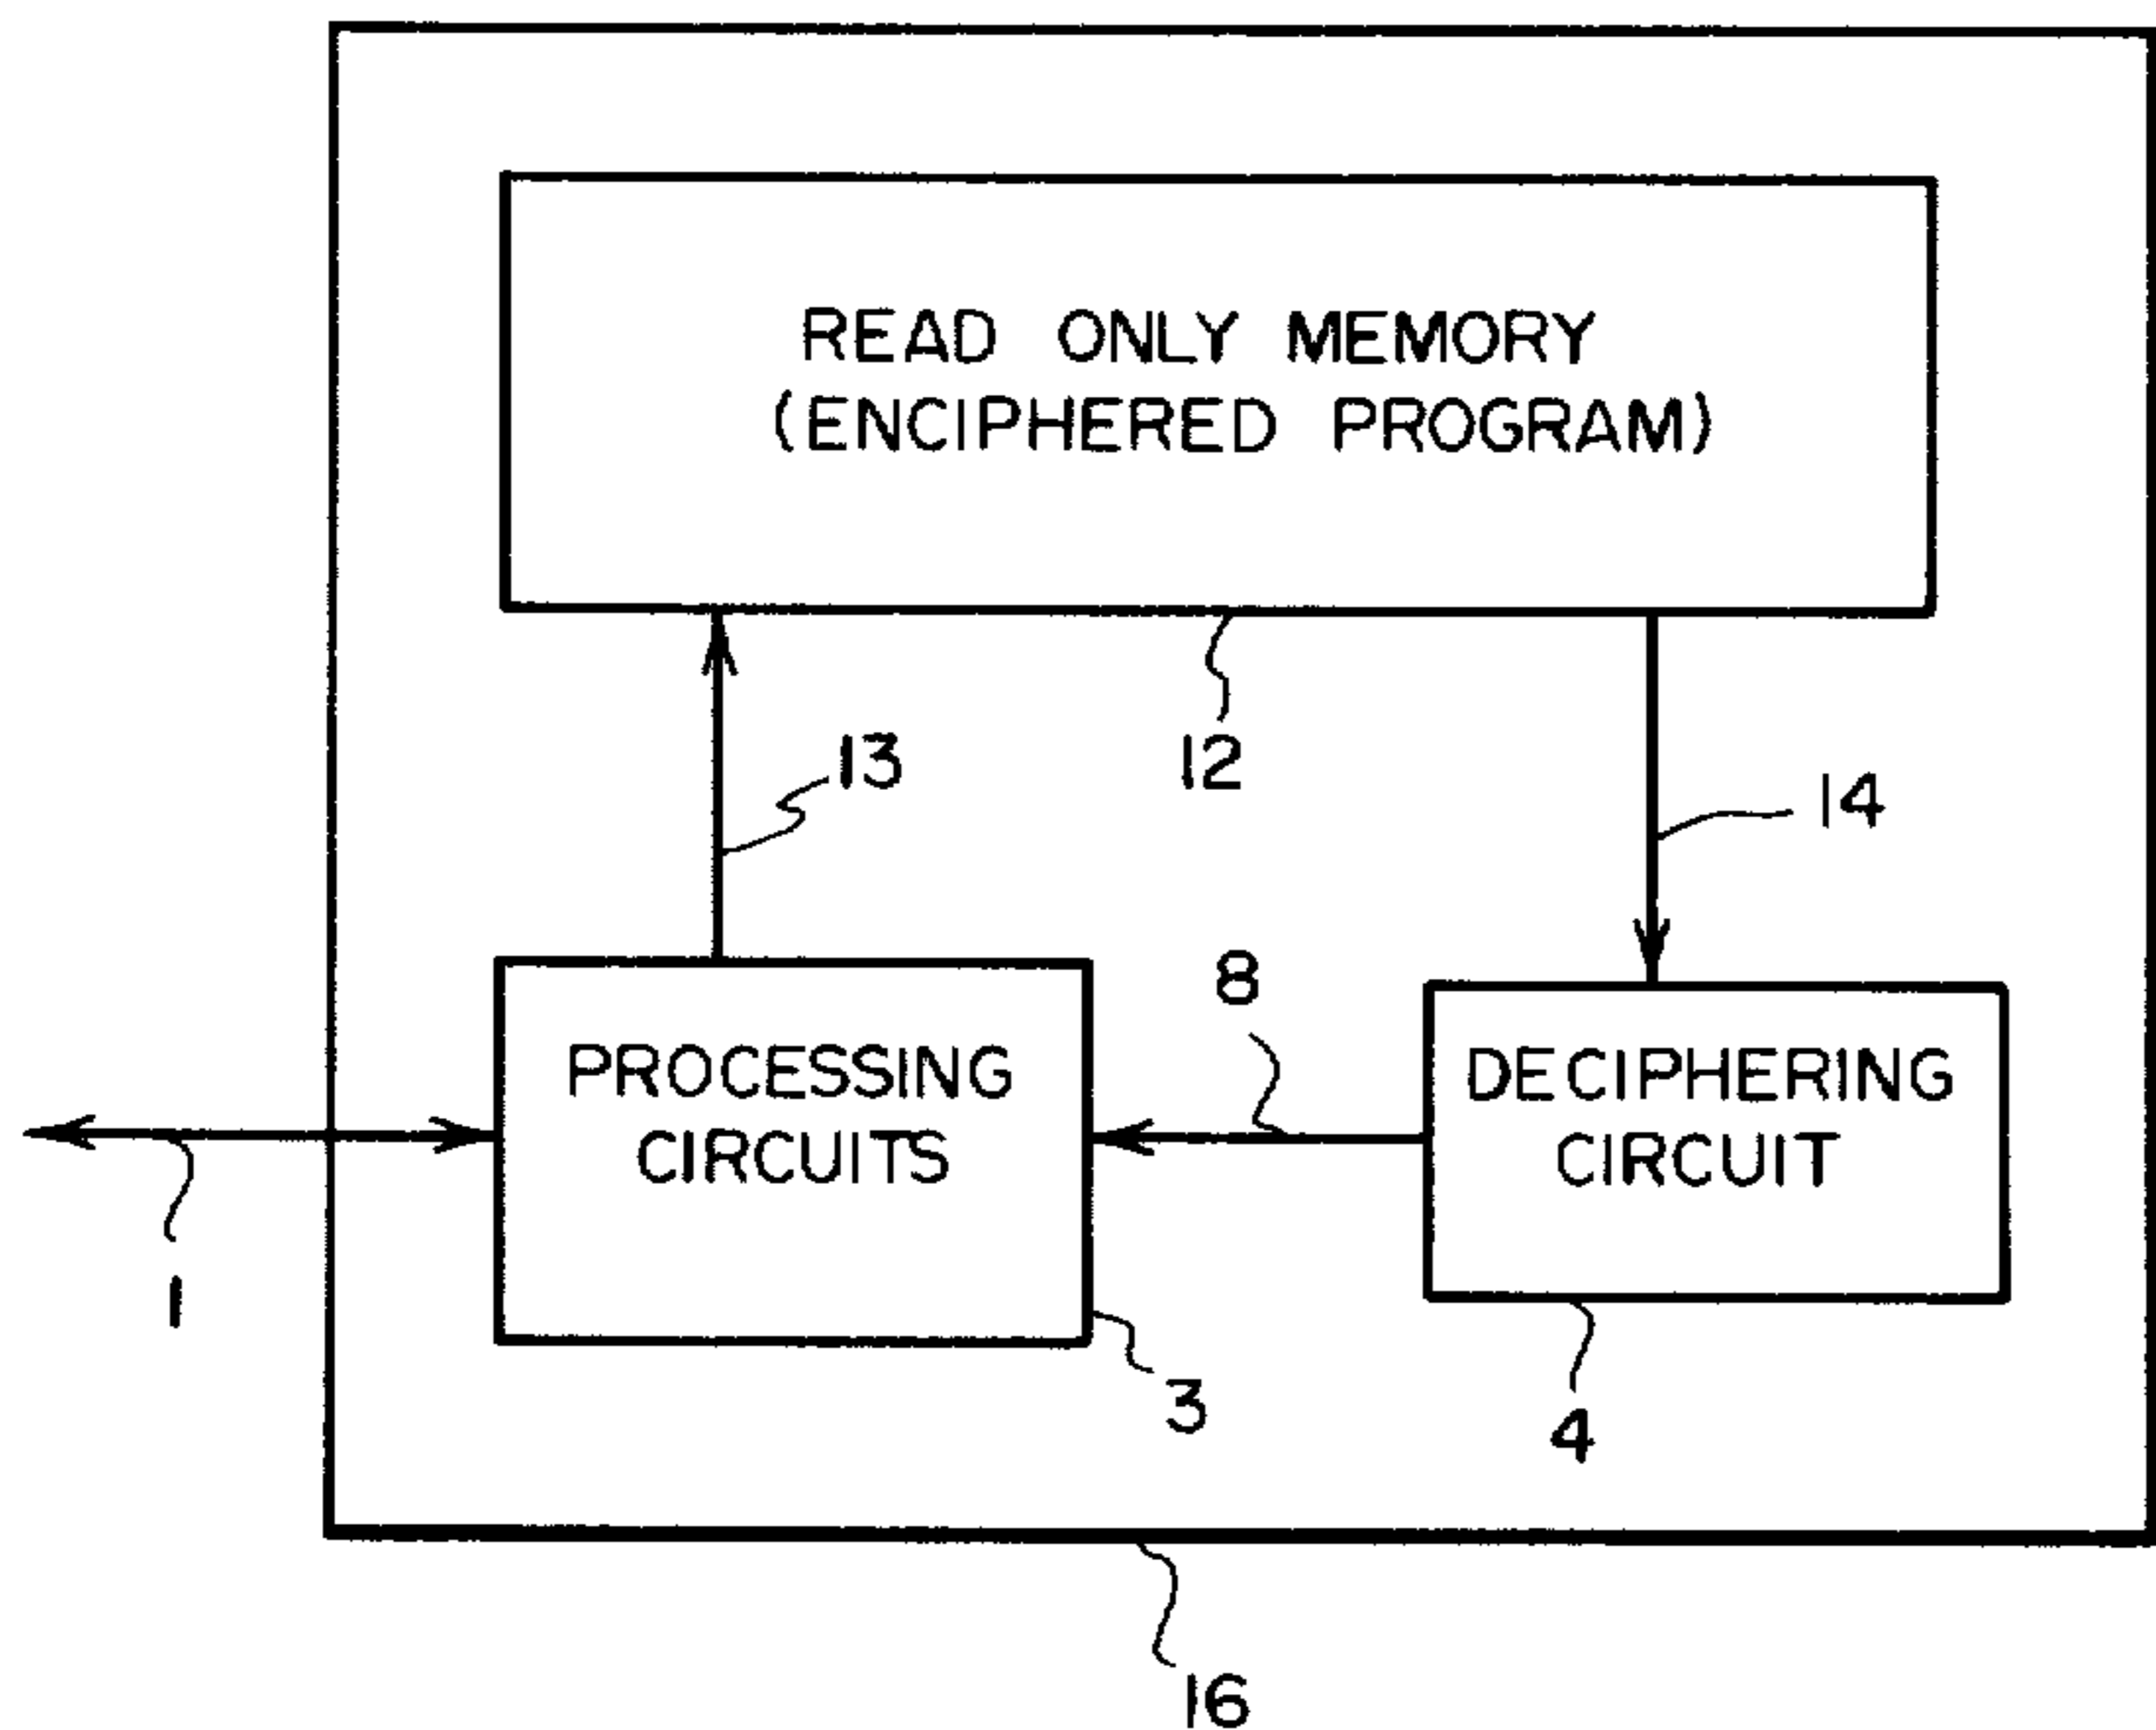 READ ONLY MEMORY
(ENCIPHERED PROGRAM)
13
12
14
8
PROCESSING
CIRCUITS
DECIPHERING
CIRCUIT
1
3
4
16